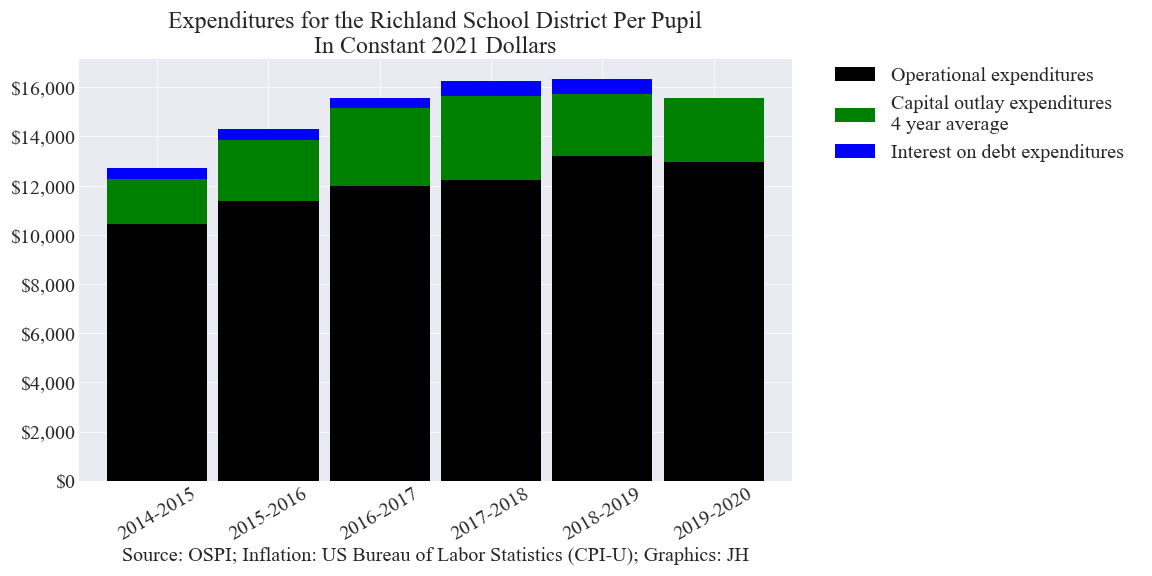 Expenditures for the Richland School District Per Pupil
In Constant 2021 Dollars
$16,000
$14,000
$12,000
$10,000
$8,000
$6,000
$4,000
$2,000
$0
2014-2015
2015-2016
2016-2017
2017-2018
2018-2019
2019-2020
Source: OSPI; Inflation: US Bureau of Labor Statistics (CPI-U); Graphics: JH
Operational expenditures
Capital outlay expenditures
4 year average
Interest on debt expenditures